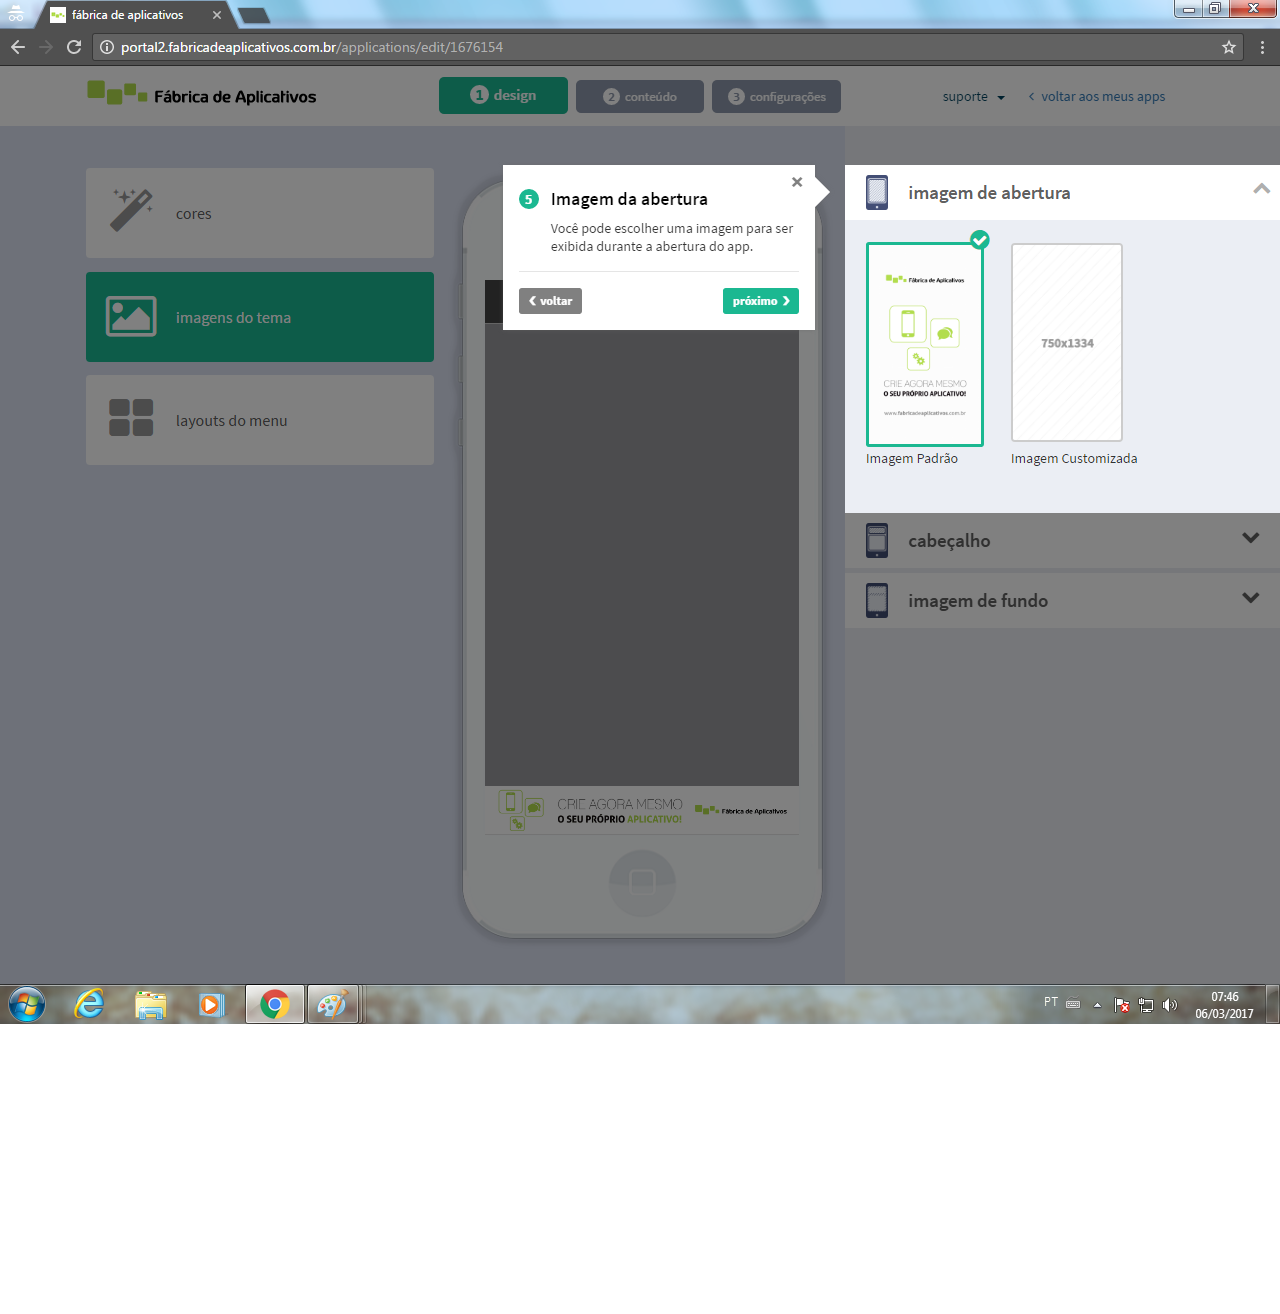 fábrica de aplicativos
portal2.fabricadeaplicativos.com.br/applications/edit/1676154
Fábrica de Aplicativos
1 design
2 conteúdo
3 configurações
suporte
voltar aos meus apps
cores
imagens do tema
layouts do menu
5 Imagem da abertura
Você pode escolher uma imagem para ser
exibida durante a abertura do app.
voltar
próximo
imagem de abertura
Fábrica de Aplicativos
CRIE AGORA MESMO
O SEU PRÓPRIO APLICATIVO!
www.fabricadeaplicativos.com.br
Imagem Padrão
750x1334
Imagem Customizada
cabeçalho
imagem de fundo
CRIE AGORA MESMO
O SEU PRÓPRIO APLICATIVO!
Fábrica de Aplicativos
PT
07:46
06/03/2017